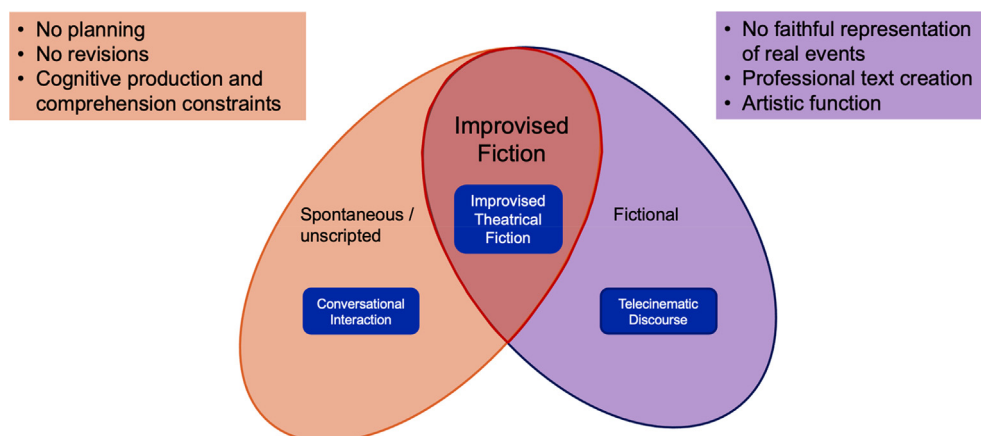 • No planning
• No revisions
• Cognitive production and
comprehension constraints
• No faithful representation
of real events
• Professional text creation
• Artistic function
Improvised
Fiction
Improvised
Theatrical
Fiction
Spontaneous /
unscripted
Fictional
Conversational
Interaction
Telecinematic
Discourse